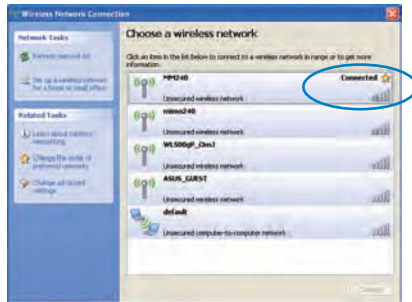 Wireless Network Connection
Network Tasks
Refresh network list
Set up a wireless network
for a home or small office
Related Tasks
Learn about wireless
networking
Change the order of
preferred networks
Change advanced
settings
Choose a wireless network
Click an item in the list below to connect to a wireless network in range or to get more
information.
MM24B Connected
Unsecured wireless network
mimo24B
Unsecured wireless network
Unsecured wireless network
ASUS_GUEST
Unsecured wireless network
default
Unsecured computer-to-computer network
Connect